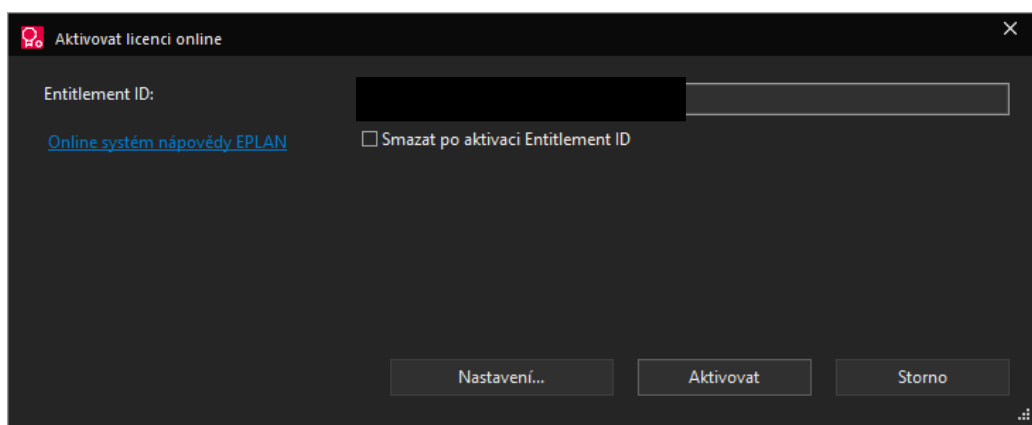 Aktivovat licenci online
Entitlement ID:
Online systém nápovědy EPLAN
Smazat po aktivaci Entitlement ID
Nastavení...
Aktivovat
Storno